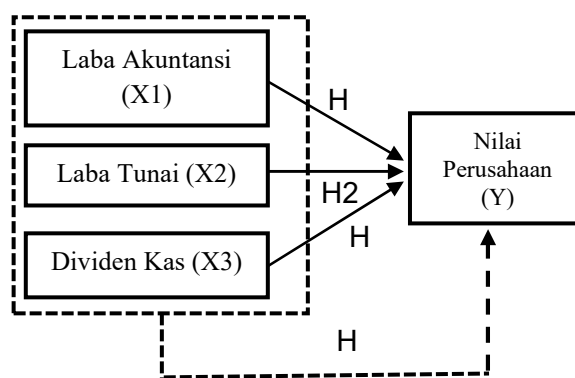 Laba Akuntansi
(X1)
H
Laba Tunai (X2)
H2
Dividen Kas (X3)
H
Nilai
Perusahaan
(Y)
H